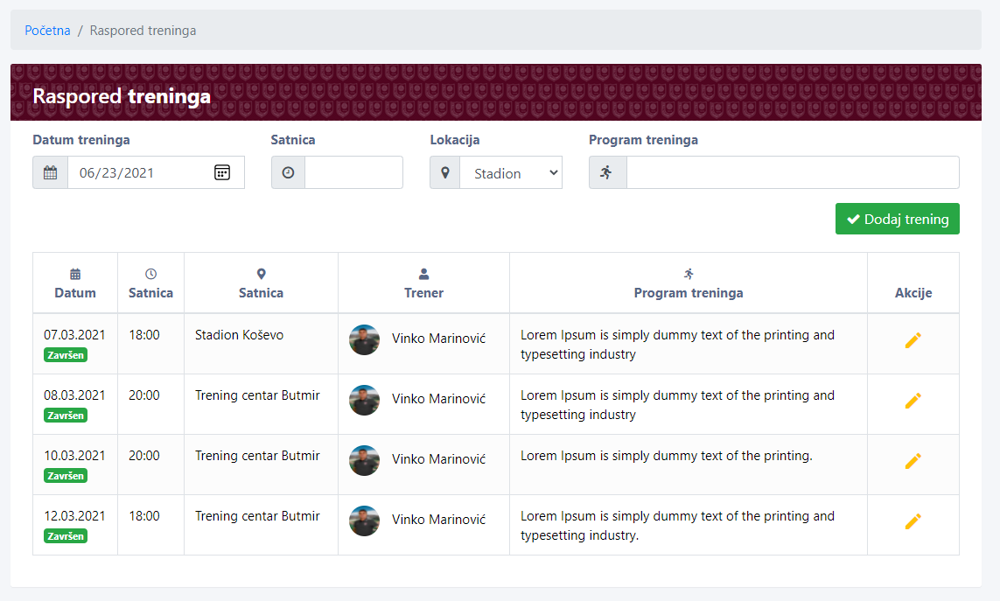 Početna / Raspored treninga
Raspored treninga
Datum treninga Satnica Lokacija Program treninga
06/23/2021 Stadion
Dodaj trening
Datum Satnica Satnica Trener Program treninga Akcije
07.03.2021 18:00 Stadion Koševo Vinko Marinović Lorem Ipsum is simply dummy text of the printing and
Završen typesetting industry
08.03.2021 20:00 Trening centar Butmir Vinko Marinović Lorem Ipsum is simply dummy text of the printing and
Završen typesetting industry
10.03.2021 20:00 Trening centar Butmir Vinko Marinović Lorem Ipsum is simply dummy text of the printing.
Završen
12.03.2021 18:00 Trening centar Butmir Vinko Marinović Lorem Ipsum is simply dummy text of the printing and
Završen typesetting industry.